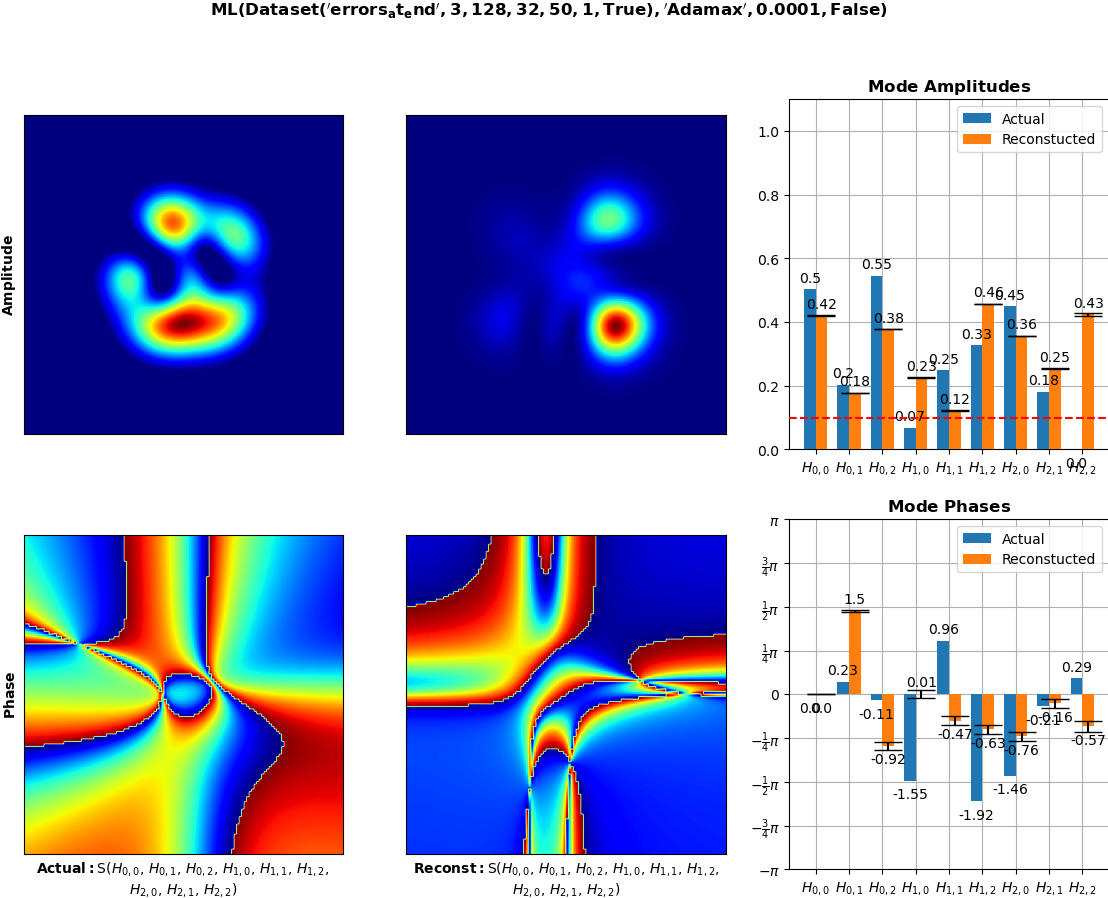 ML(Dataset('errors_at_end', 3, 128, 32, 50, 1, True), 'Adamax', 0.0001, False)
Amplitude
Mode Amplitudes
Actual
Reconstucted
1.0
0.8
0.6
0.4
0.2
0.0
0.5
0.42
0.2
0.18
0.55
0.38
0.07
0.23
0.25
0.12
0.33
0.46
0.45
0.36
0.18
0.25
0.0
0.43
H0,0 H0,1 H0,2 H1,0 H1,1 H1,2 H2,0 H2,1 H2,2
Phase
Mode Phases
Actual
Reconstucted
π
3/4π
1/2π
1/4π
0
−1/4π
−1/2π
−3/4π
−π
0.0
0.0
0.23
1.5
-0.11
-0.92
-1.55
0.01
0.96
-0.47
-1.92
-0.63
-1.46
-0.76
-0.21
-0.16
0.29
-0.57
H0,0 H0,1 H0,2 H1,0 H1,1 H1,2 H2,0 H2,1 H2,2
Actual: S(H0,0, H0,1, H0,2, H1,0, H1,1, H1,2,
H2,0, H2,1, H2,2)
Reconst: S(H0,0, H0,1, H0,2, H1,0, H1,1, H1,2,
H2,0, H2,1, H2,2)